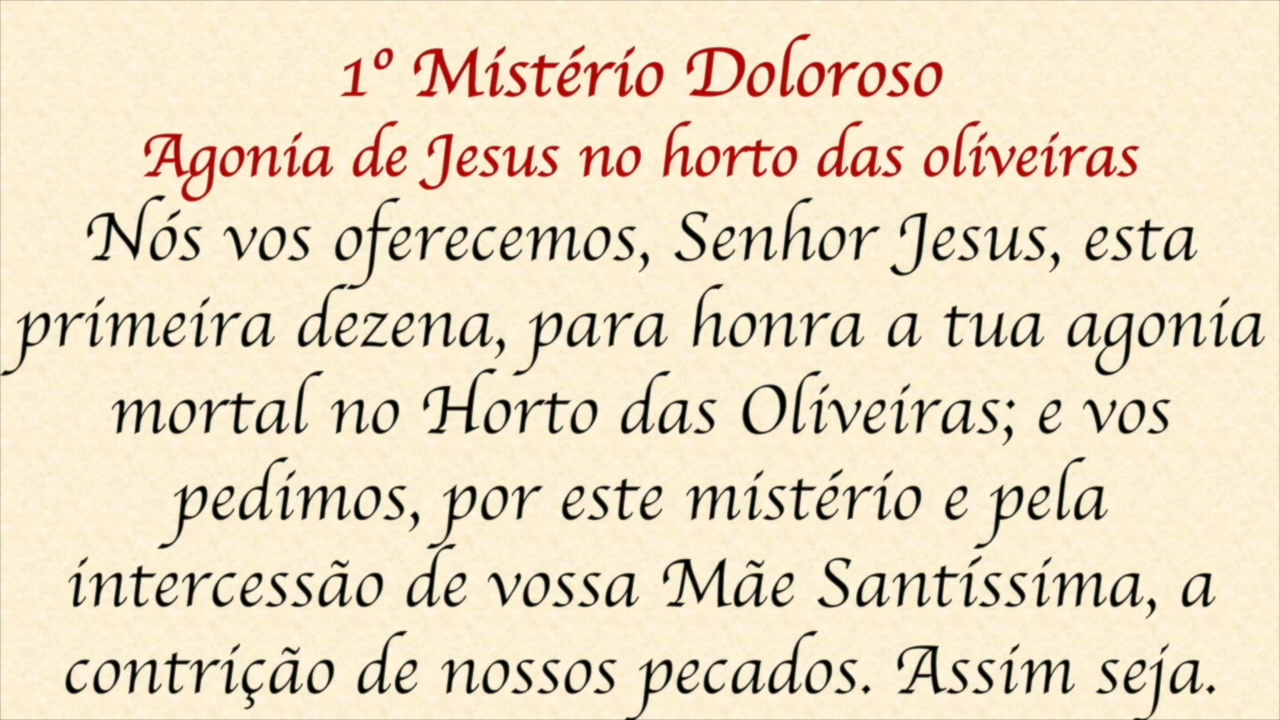 1º Mistério Doloroso
Agonia de Jesus no horto das oliveiras
Nós vos oferecemos, Senhor Jesus, esta
primeira dezena, para honra a tua agonia
mortal no Horto das Oliveiras; e vos
pedimos, por este mistério e pela
intercessão de vossa Mãe Santíssima, a
contrição de nossos pecados. Assim seja.